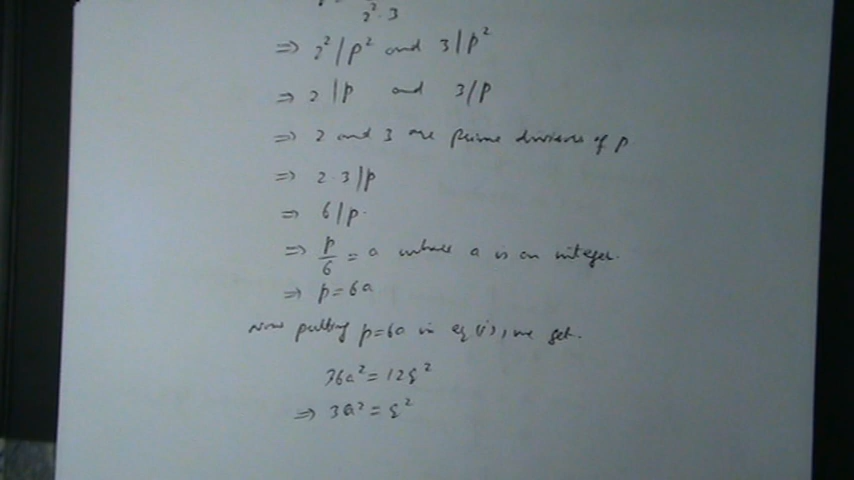 2² · 3
⇒ 2² | p² and 3 | p²
⇒ 2 | p and 3 / p
⇒ 2 and 3 are prime divisors of p
⇒ 2 · 3 | p
⇒ 6 | p.
⇒ p/6 = a where a is an integer.
⇒ p = 6a
Now putting p = 6a in eq (i), we get.
36a² = 12q²
⇒ 3a² = q²